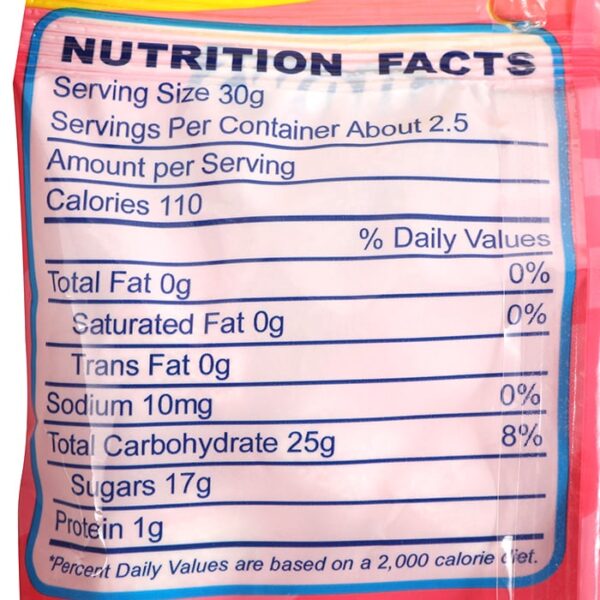 NUTRITION FACTS
Serving Size 30g
Servings Per Container About 2.5
Amount per Serving
Calories 110
% Daily Values
Total Fat 0g 0%
Saturated Fat 0g 0%
Trans Fat 0g
Sodium 10mg 0%
Total Carbohydrate 25g 8%
Sugars 17g
Protein 1g
*Percent Daily Values are based on a 2,000 calorie diet.